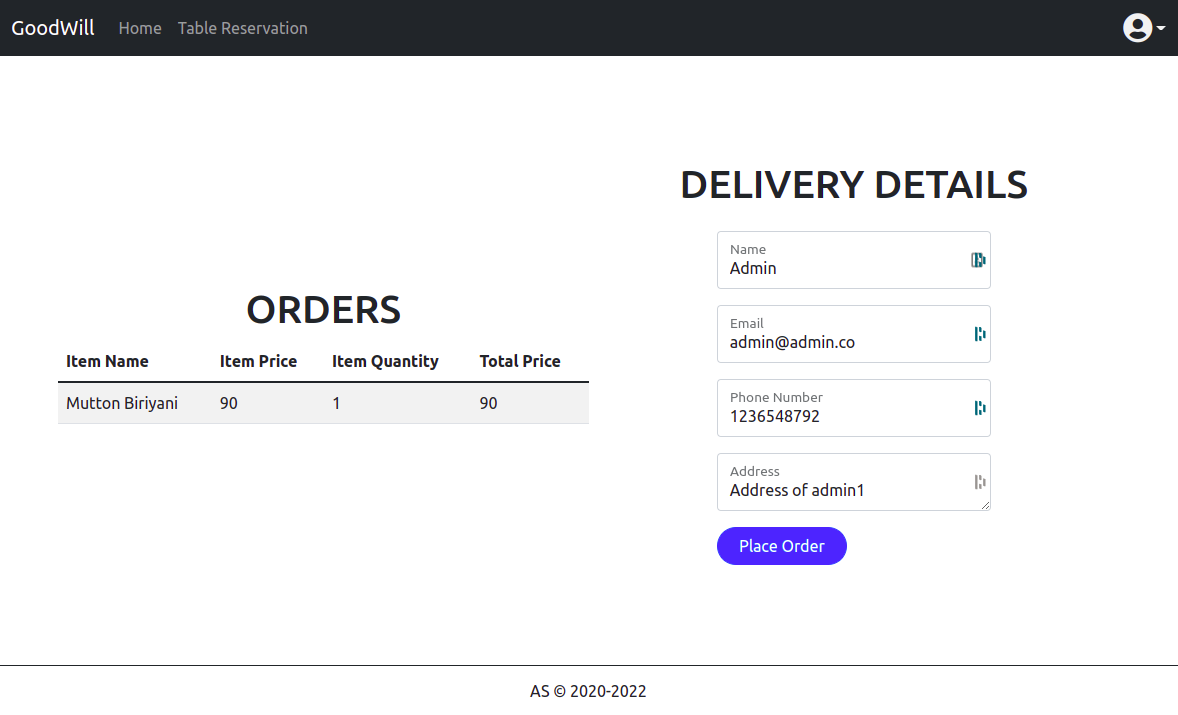 GoodWill Home Table Reservation
ORDERS
Item Name Item Price Item Quantity Total Price
Mutton Biriyani 90 1 90
DELIVERY DETAILS
Name
Admin
Email
admin@admin.co
Phone Number
1236548792
Address
Address of admin1
Place Order
AS © 2020-2022